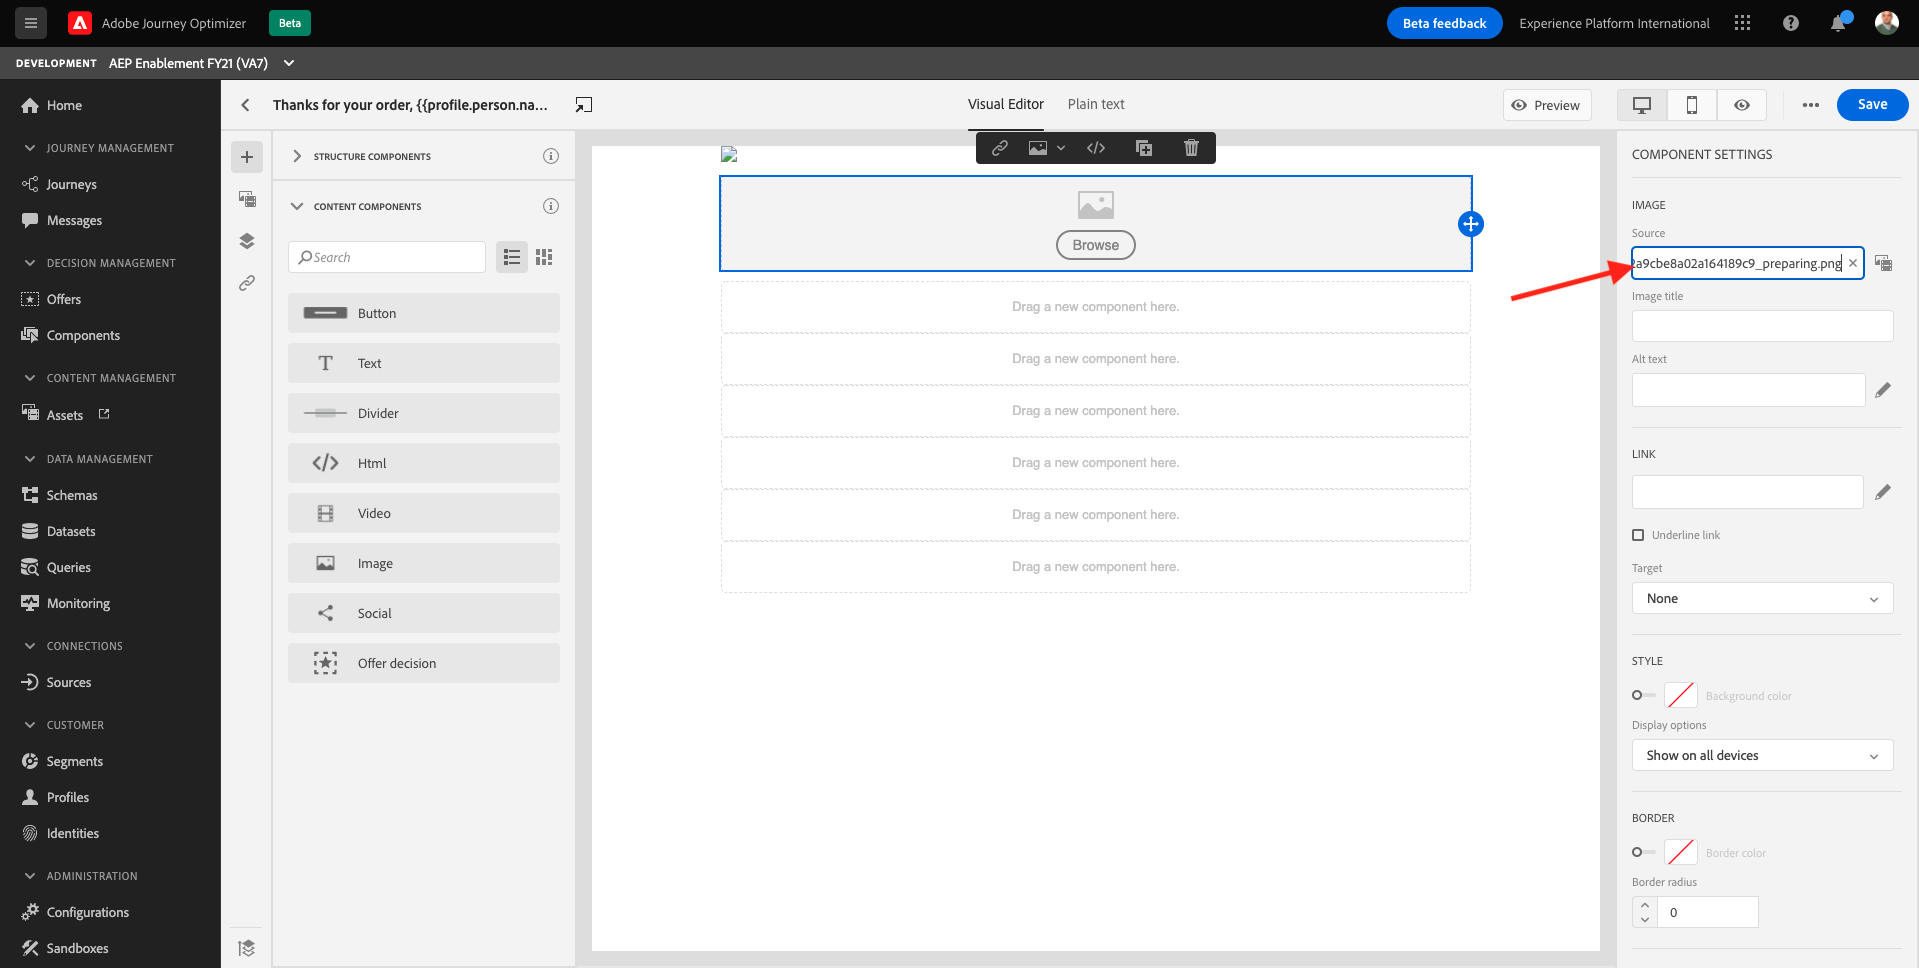 Adobe Journey Optimizer
Beta
Beta feedback
Experience Platform International
DEVELOPMENT
AEP Enablement FY21 (VA7)
Home
JOURNEY MANAGEMENT
Journeys
Messages
DECISION MANAGEMENT
Offers
Components
CONTENT MANAGEMENT
Assets
DATA MANAGEMENT
Schemas
Datasets
Queries
Monitoring
CONNECTIONS
Sources
CUSTOMER
Segments
Profiles
Identities
ADMINISTRATION
Configurations
Sandboxes
Thanks for your order, {{profile.person.na...
Visual Editor
Plain text
Preview
Save
STRUCTURE COMPONENTS
CONTENT COMPONENTS
Search
Button
Text
Divider
Html
Video
Image
Social
Offer decision
Browse
Drag a new component here.
Drag a new component here.
Drag a new component here.
Drag a new component here.
Drag a new component here.
Drag a new component here.
COMPONENT SETTINGS
IMAGE
Source
2a9cbe8a02a164189c9_preparing.png
Image title
Alt text
LINK
Underline link
Target
None
STYLE
Background color
Display options
Show on all devices
BORDER
Border color
Border radius
0